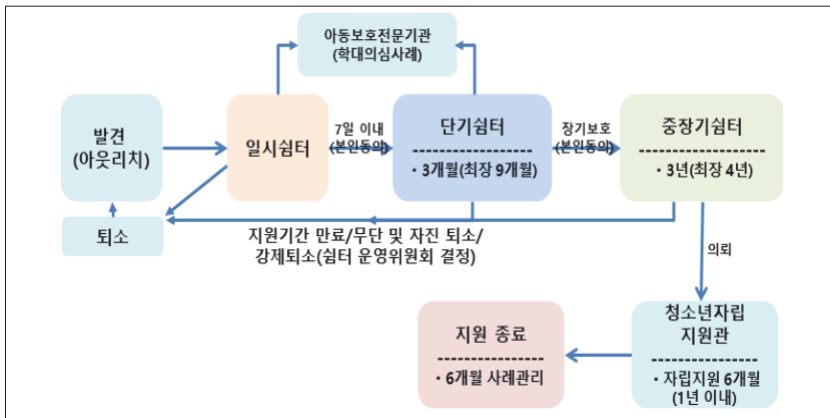 아동보호전문기관
(학대의심사례)
발견
(아웃리치)
일시쉼터
7일 이내
(본인동의)
단기쉼터
----------------
· 3개월(최장 9개월)
장기보호
(본인동의)
중장기쉼터
----------------
· 3년(최장 4년)
퇴소
지원기간 만료/무단 및 자진 퇴소/
강제퇴소(쉼터 운영위원회 결정)
의뢰
지원 종료
----------------
· 6개월 사례관리
청소년자립
지원관
----------------
· 자립지원 6개월
(1년 이내)